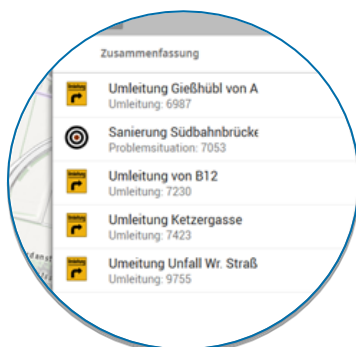 Zusammenfassung
Umleitung Gießhübl von A
Umleitung: 6987
Sanierung Südbahnbrücke
Problemsituation: 7053
Umleitung von B12
Umleitung: 7230
Umleitung Ketzergasse
Umleitung: 7423
Umeitung Unfall Wr. Straß
Umleitung: 9755